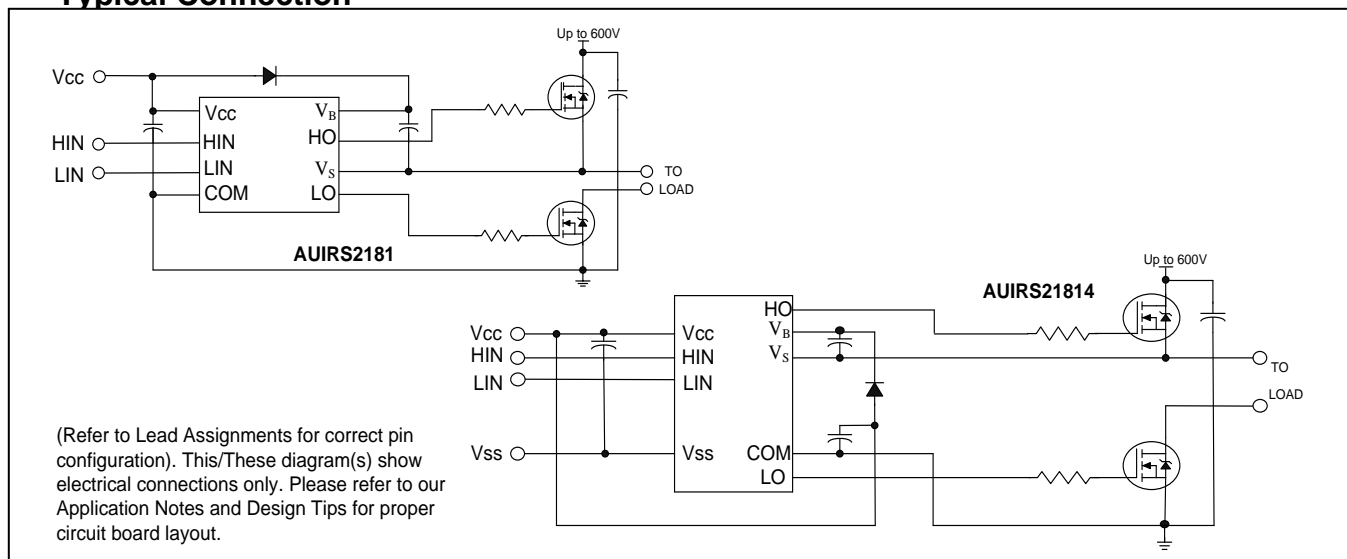 Typical Connection
Up to 600V
Vcc
Vcc
VB
HIN
HIN
HO
LIN
LIN
VS
TO
COM
LO
LOAD
AUIRS2181
Up to 600V
AUIRS21814
HO
Vcc
Vcc
VB
HIN
HIN
VS
TO
LIN
LIN
LOAD
Vss
Vss
COM
LO
(Refer to Lead Assignments for correct pin
configuration). This/These diagram(s) show
electrical connections only. Please refer to our
Application Notes and Design Tips for proper
circuit board layout.